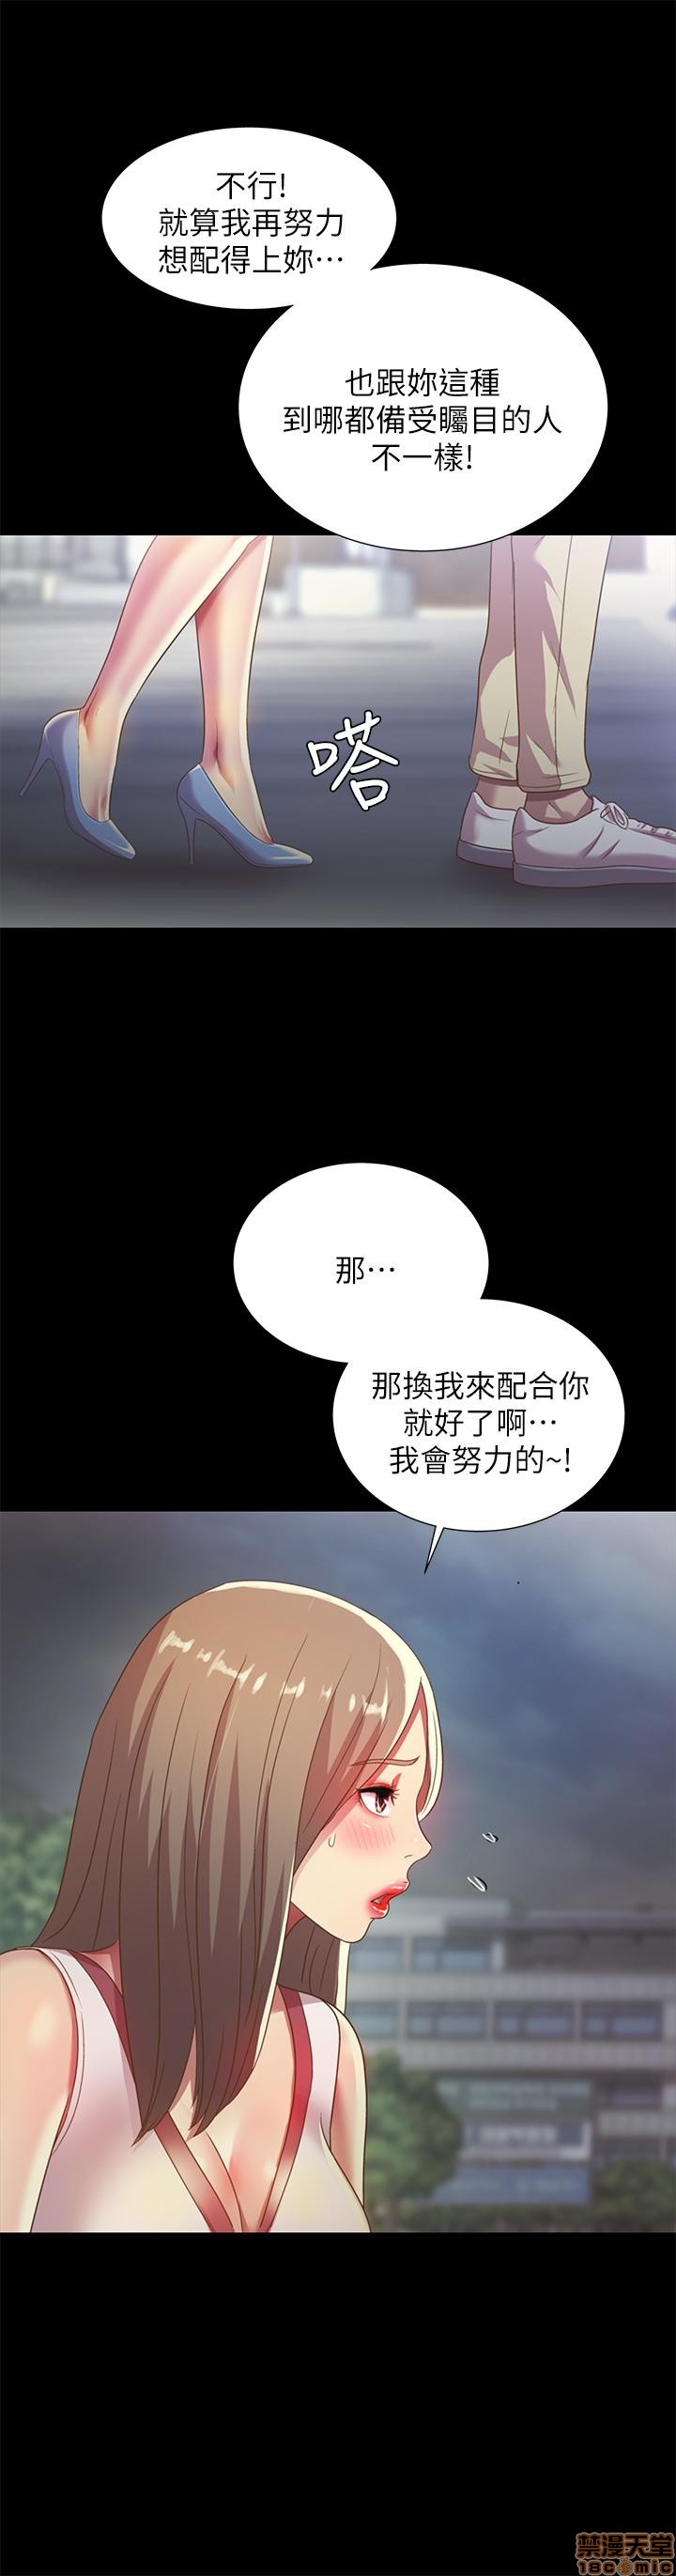 不行!
就算我再努力
想配得上妳…
也跟妳這種
到哪都備受矚目的人
不一樣!
嗒
那…
那換我來配合你
就好了啊…
我會努力的~!
禁漫天堂
18comic